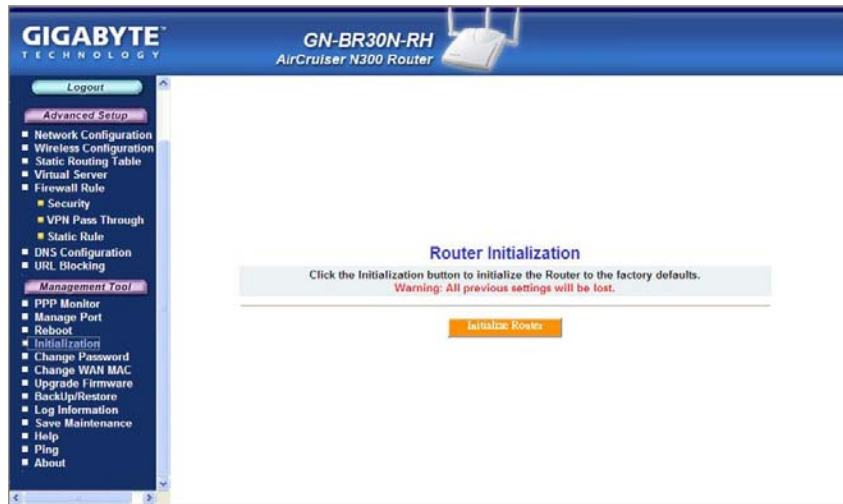 GIGABYTE™
TECHNOLOGY
GN-BR30N-RH
AirCruiser N300 Router
Logout
Advanced Setup
Network Configuration
Wireless Configuration
Static Routing Table
Virtual Server
Firewall Rule
Security
VPN Pass Through
Static Rule
DNS Configuration
URL Blocking
Management Tool
PPP Monitor
Manage Port
Reboot
Initialization
Change Password
Change WAN MAC
Upgrade Firmware
BackUp/Restore
Log Information
Save Maintenance
Help
Ping
About
Router Initialization
Click the Initialization button to initialize the Router to the factory defaults.
Warning: All previous settings will be lost.
Initialize Router